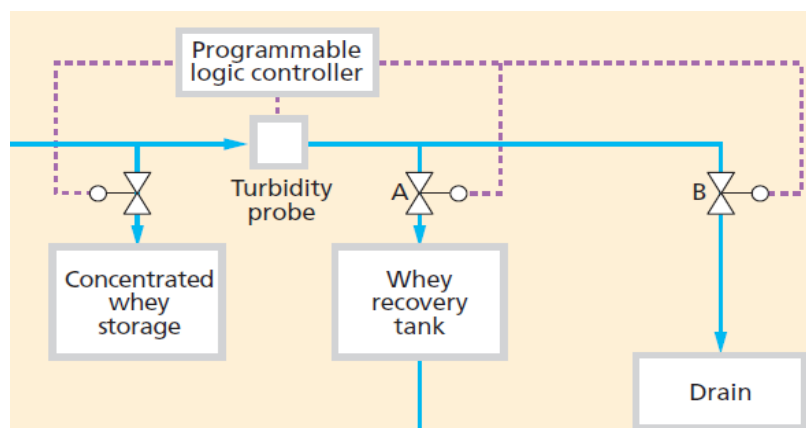 Programmable
logic controller
Turbidity
probe
A
B
Concentrated
whey
storage
Whey
recovery
tank
Drain